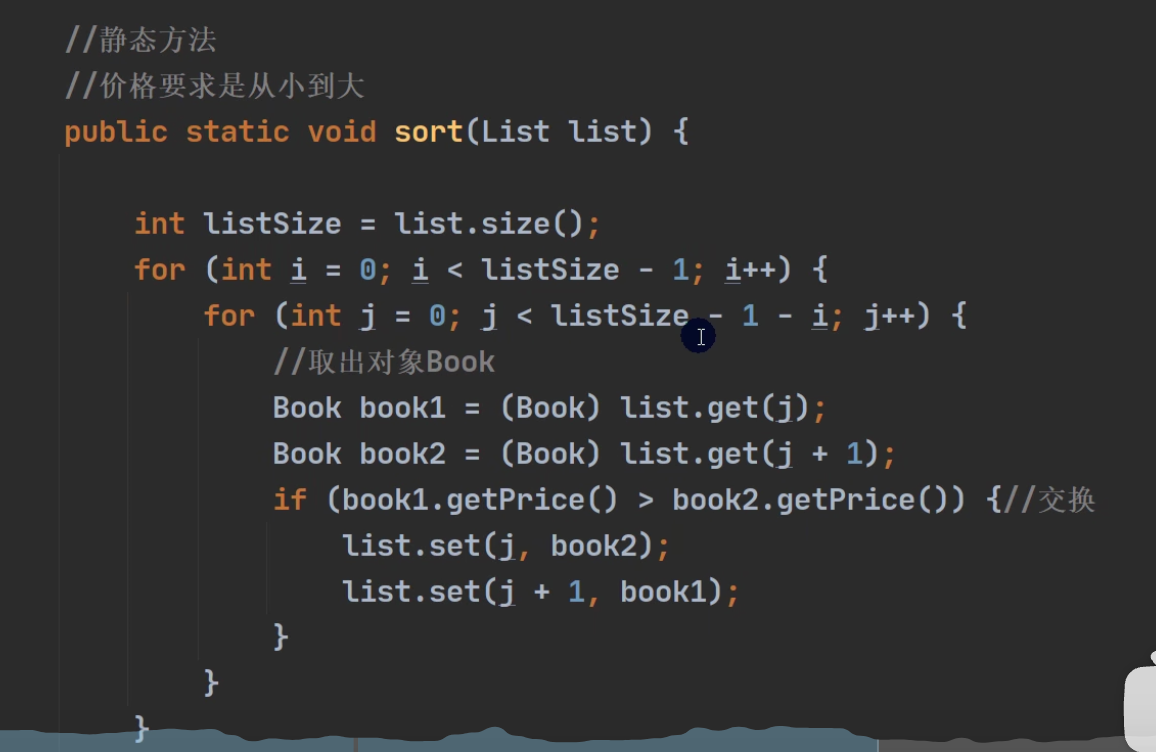 //静态方法
//价格要求是从小到大
public static void sort(List list) {
int listSize = list.size();
for (int i = 0; i < listSize - 1; i++) {
for (int j = 0; j < listSize - 1 - i; j++) {
//取出对象Book
Book book1 = (Book) list.get(j);
Book book2 = (Book) list.get(j + 1);
if (book1.getPrice() > book2.getPrice()) {//交换
list.set(j, book2);
list.set(j + 1, book1);
}
}
}